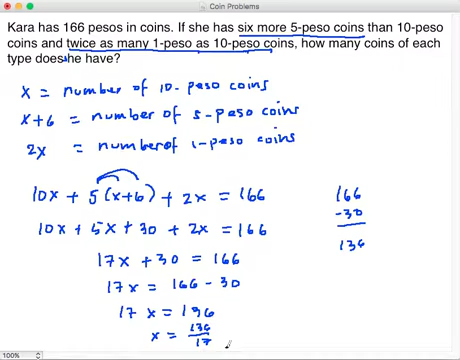 Coin Problems
Kara has 166 pesos in coins. If she has six more 5-peso coins than 10-peso
coins and twice as many 1-peso as 10-peso coins, how many coins of each
type does he have?
x = number of 10-peso coins
x+6 = number of 5-peso coins
2x = number of 1-peso coins
10x + 5(x+6) + 2x = 166
10x + 5x + 30 + 2x = 166
17x + 30 = 166
17x = 166 - 30
17x = 136
x = 136/17
166
-30
136
100%